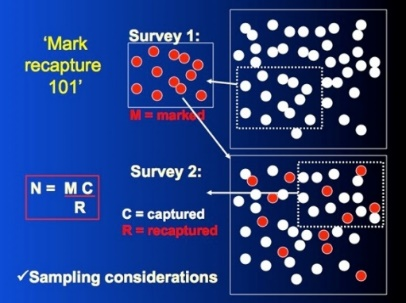 ‘Mark
recapture
101’
Survey 1:
M = marked
Survey 2:
N = M C
R
C = captured
R = recaptured
✓Sampling considerations